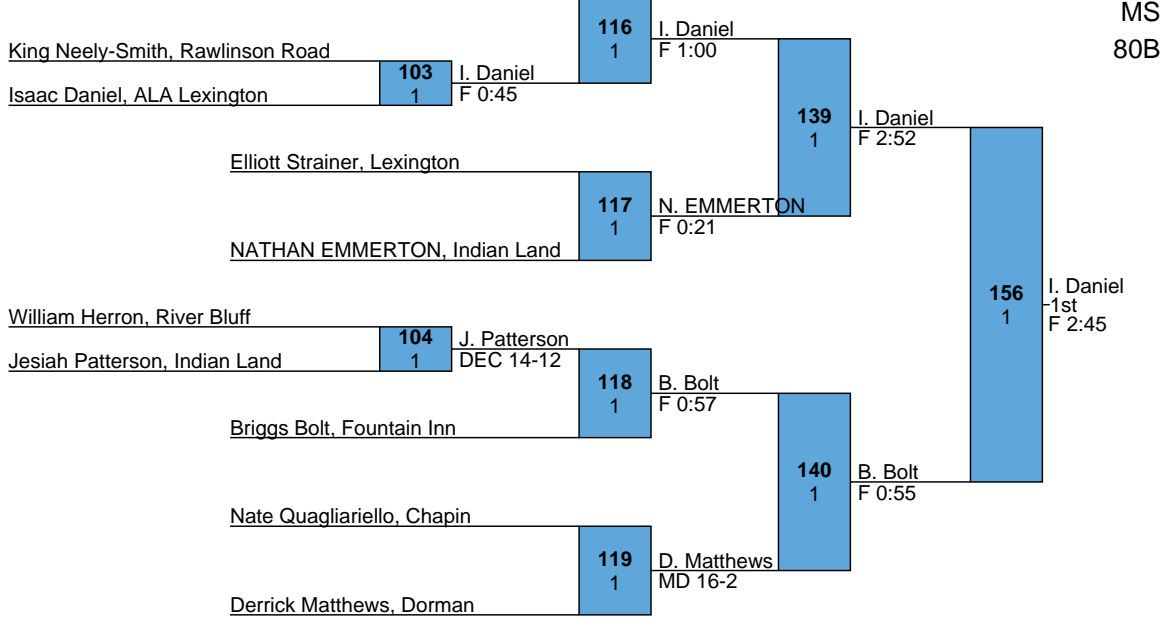 MS
80B
116
1
I. Daniel
F 1:00
King Neely-Smith, Rawlinson Road
103
1
I. Daniel
F 0:45
Isaac Daniel, ALA Lexington
139
1
I. Daniel
F 2:52
Elliott Strainer, Lexington
117
1
N. EMMERTON
F 0:21
NATHAN EMMERTON, Indian Land
156
1
I. Daniel
1st
F 2:45
William Herron, River Bluff
104
1
J. Patterson
DEC 14-12
Jesiah Patterson, Indian Land
118
1
B. Bolt
F 0:57
Briggs Bolt, Fountain Inn
140
1
B. Bolt
F 0:55
Nate Quagliariello, Chapin
119
1
D. Matthews
MD 16-2
Derrick Matthews, Dorman